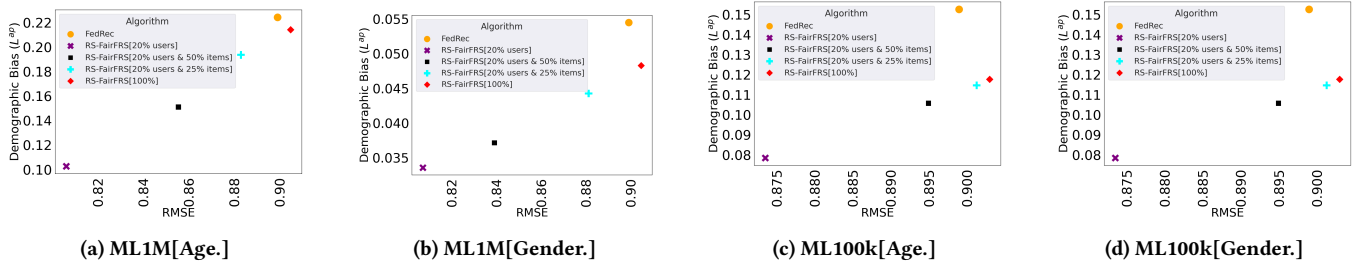 Demographic Bias (L^ap)
0.22
0.20
0.18
0.16
0.14
0.12
0.10
Algorithm
FedRec
RS-FairFRS[20% users]
RS-FairFRS[20% users & 50% items]
RS-FairFRS[20% users & 25% items]
RS-FairFRS[100%]
0.82
0.84
0.86
0.88
0.90
RMSE
(a) ML1M[Age.]
Demographic Bias (L^ap)
0.055
0.050
0.045
0.040
0.035
Algorithm
FedRec
RS-FairFRS[20% users]
RS-FairFRS[20% users & 50% items]
RS-FairFRS[20% users & 25% items]
RS-FairFRS[100%]
0.82
0.84
0.86
0.88
0.90
RMSE
(b) ML1M[Gender.]
Demographic Bias (L^ap)
0.15
0.14
0.13
0.12
0.11
0.10
0.09
0.08
Algorithm
FedRec
RS-FairFRS[20% users]
RS-FairFRS[20% users & 50% items]
RS-FairFRS[20% users & 25% items]
RS-FairFRS[100%]
0.875
0.880
0.885
0.890
0.895
0.900
RMSE
(c) ML100k[Age.]
Demographic Bias (L^ap)
0.15
0.14
0.13
0.12
0.11
0.10
0.09
0.08
Algorithm
FedRec
RS-FairFRS[20% users]
RS-FairFRS[20% users & 50% items]
RS-FairFRS[20% users & 25% items]
RS-FairFRS[100%]
0.875
0.880
0.885
0.890
0.895
0.900
RMSE
(d) ML100k[Gender.]